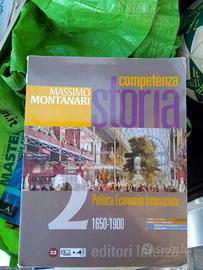 competenza
MASSIMO
MONTANARI
storia
2
Politica Economia Innovazioni
1650-1900
editori Laterza